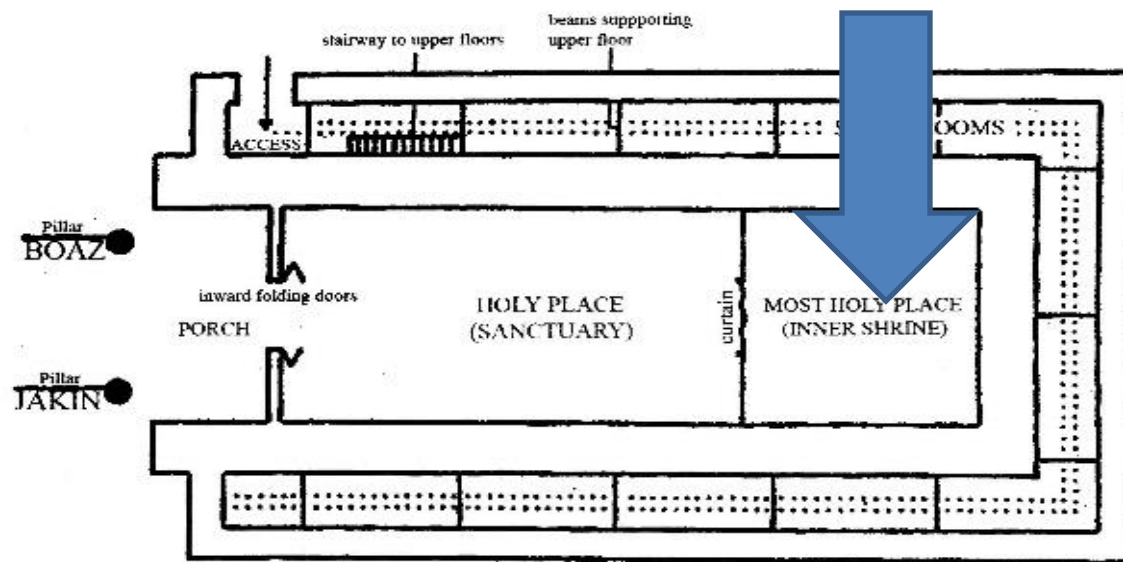 beams suppporting
upper floor
stairway to upper floors
ACCESS
OOMS
Pillar
BOAZ
inward folding doors
PORCH
HOLY PLACE
(SANCTUARY)
curtain
MOST HOLY PLACE
(INNER SHRINE)
Pillar
JAKIN